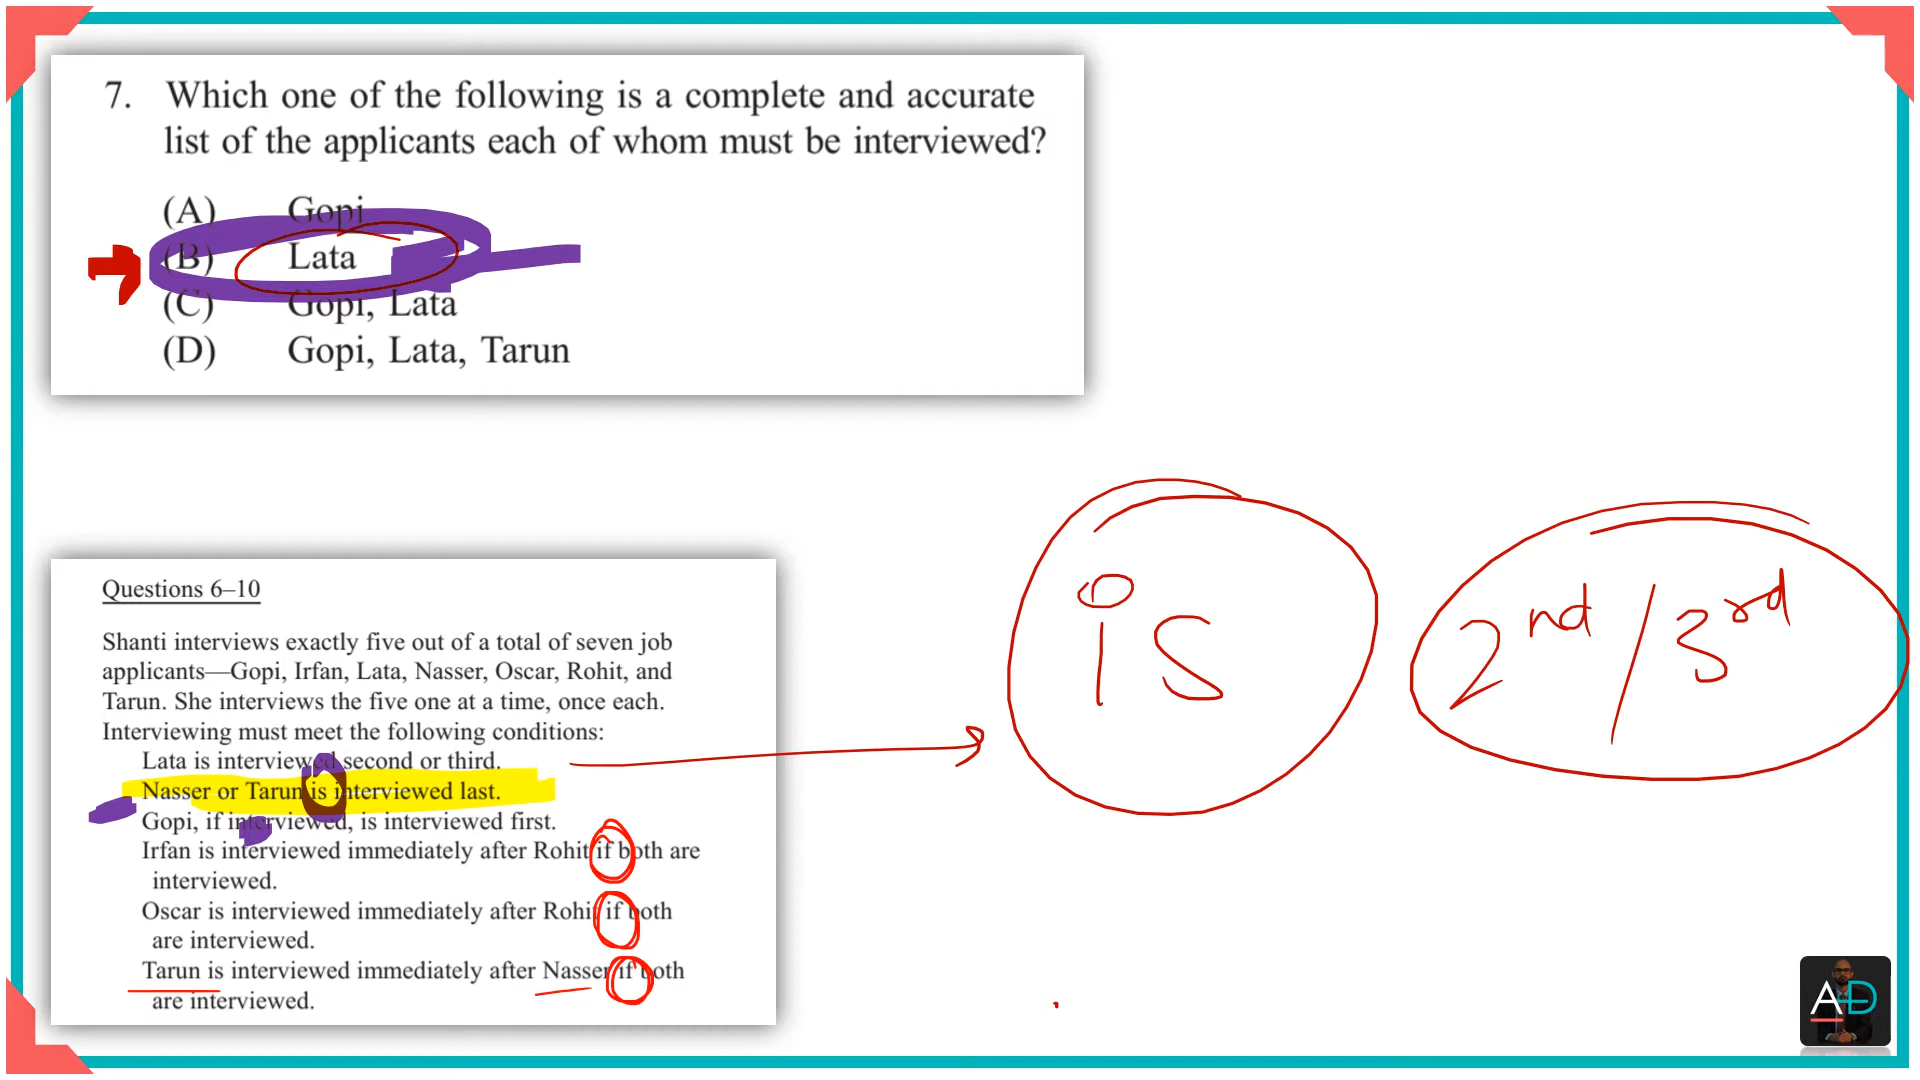 7. Which one of the following is a complete and accurate
list of the applicants each of whom must be interviewed?
(A) Gopi
(B) Lata
(C) Gopi, Lata
(D) Gopi, Lata, Tarun
is 2nd/3rd
Questions 6–10
Shanti interviews exactly five out of a total of seven job
applicants—Gopi, Irfan, Lata, Nasser, Oscar, Rohit, and
Tarun. She interviews the five one at a time, once each.
Interviewing must meet the following conditions:
Lata is interviewed second or third.
Nasser or Tarun is interviewed last.
Gopi, if interviewed, is interviewed first.
Irfan is interviewed immediately after Rohit if both are
interviewed.
Oscar is interviewed immediately after Rohit if both
are interviewed.
Tarun is interviewed immediately after Nasser if both
are interviewed.
AD